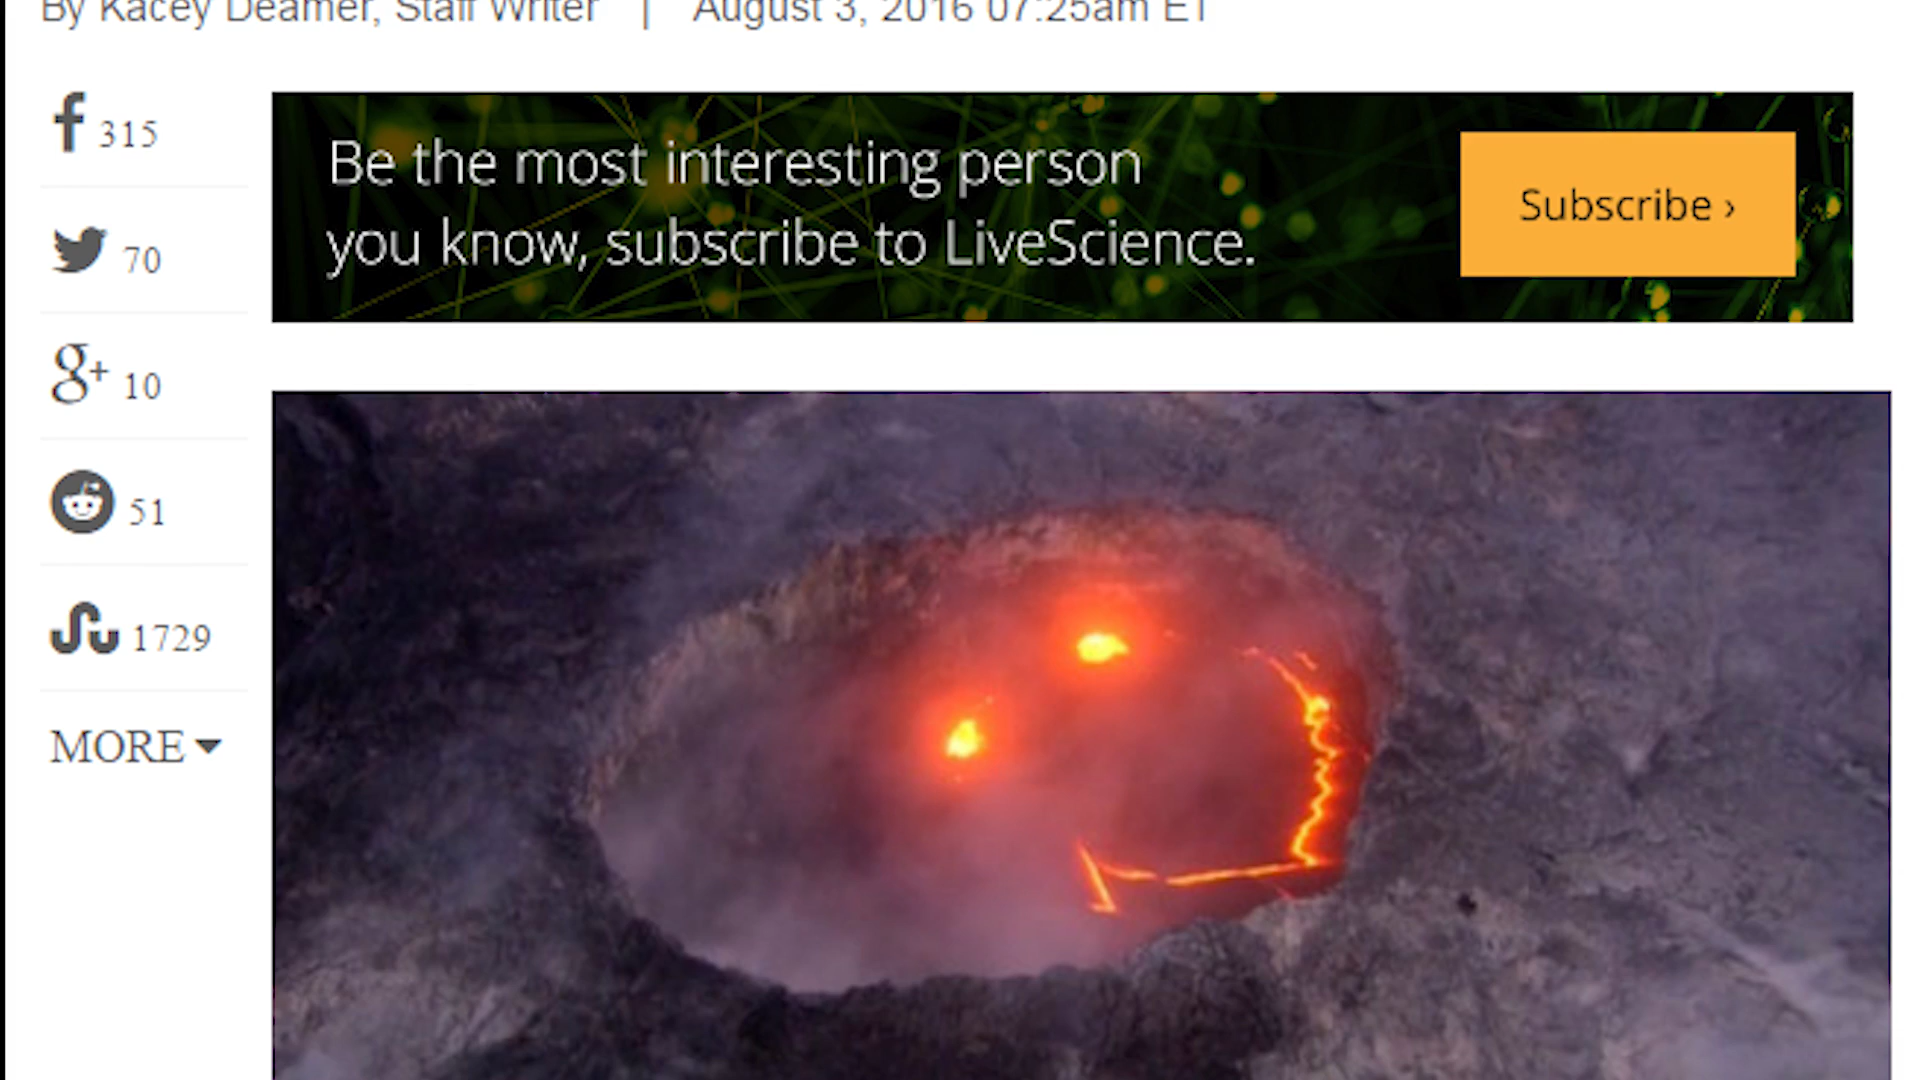 By Kacey Deamer, Staff Writer | August 3, 2016 07:25am ET
315
Be the most interesting person
you know, subscribe to LiveScience.
Subscribe ›
70
g+ 10
51
1729
MORE